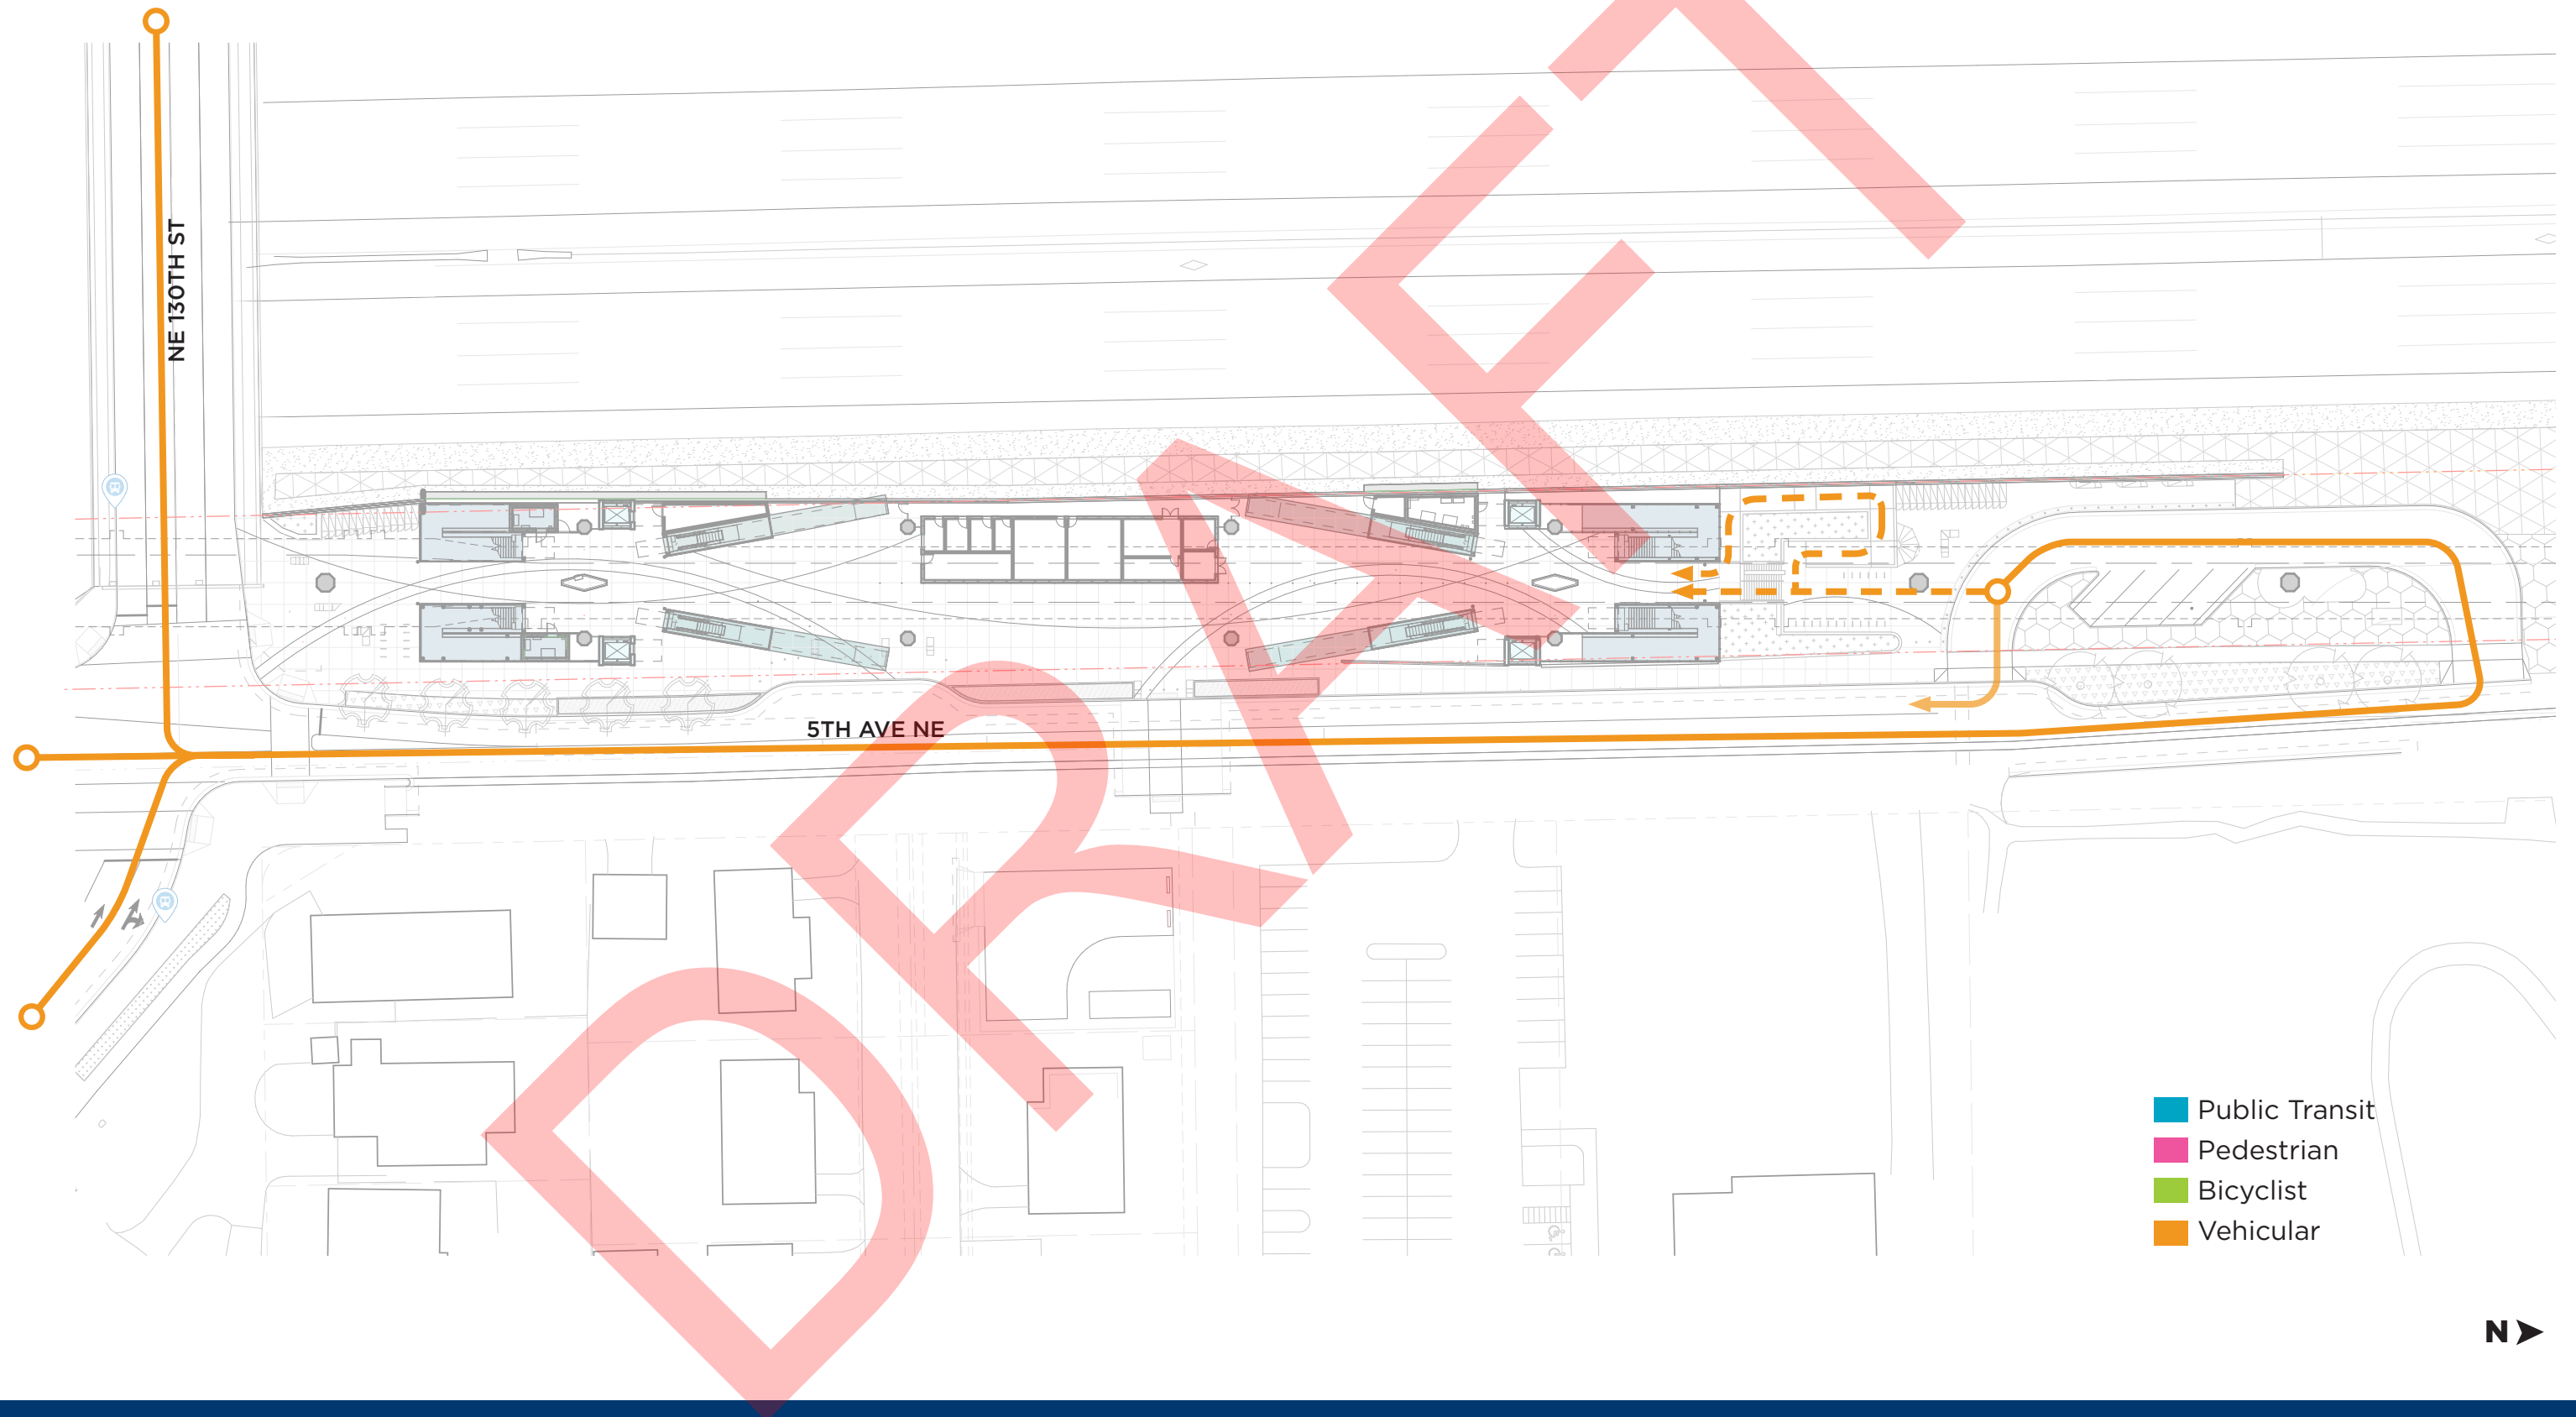 NE 130TH ST
5TH AVE NE
DRAFT
Public Transit
Pedestrian
Bicyclist
Vehicular
N